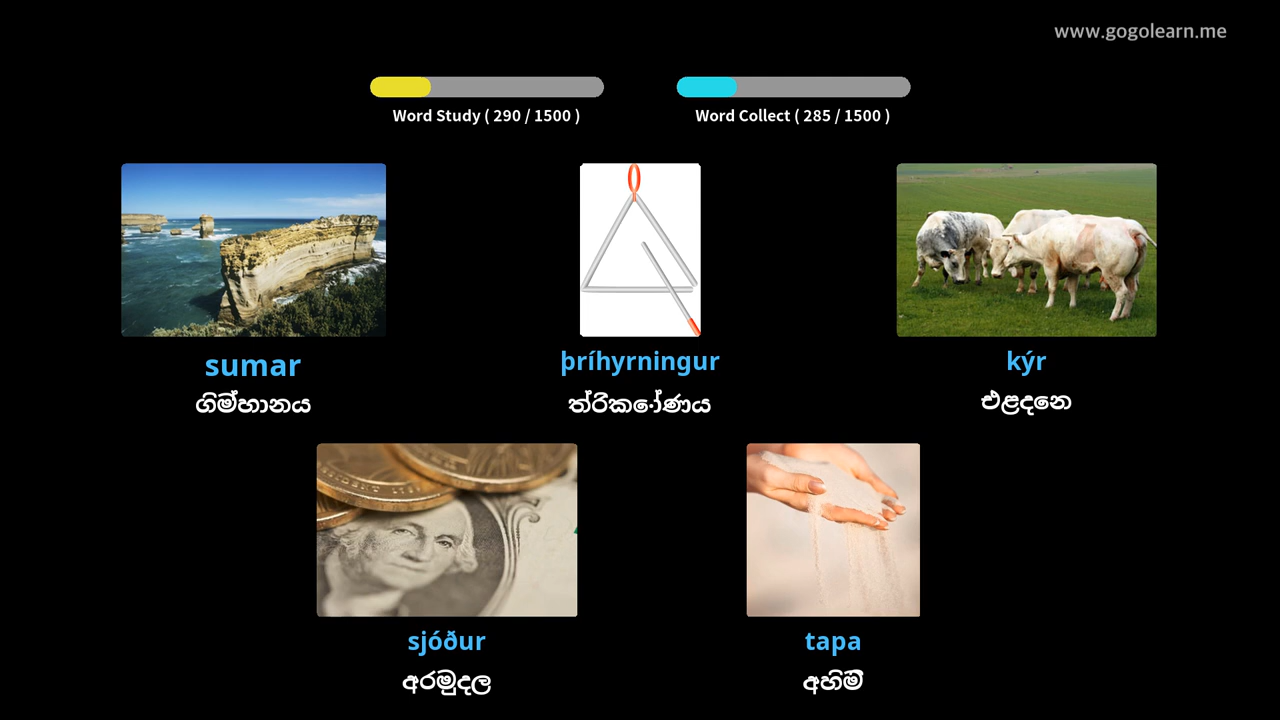 www.gogolearn.me
Word Study ( 290 / 1500 )
Word Collect ( 285 / 1500 )
sumar
ගිම්හානය
þríhyrningur
ත්රිකෝණය
kýr
එළදෙන
sjóður
අරමුදල
tapa
අහිමි